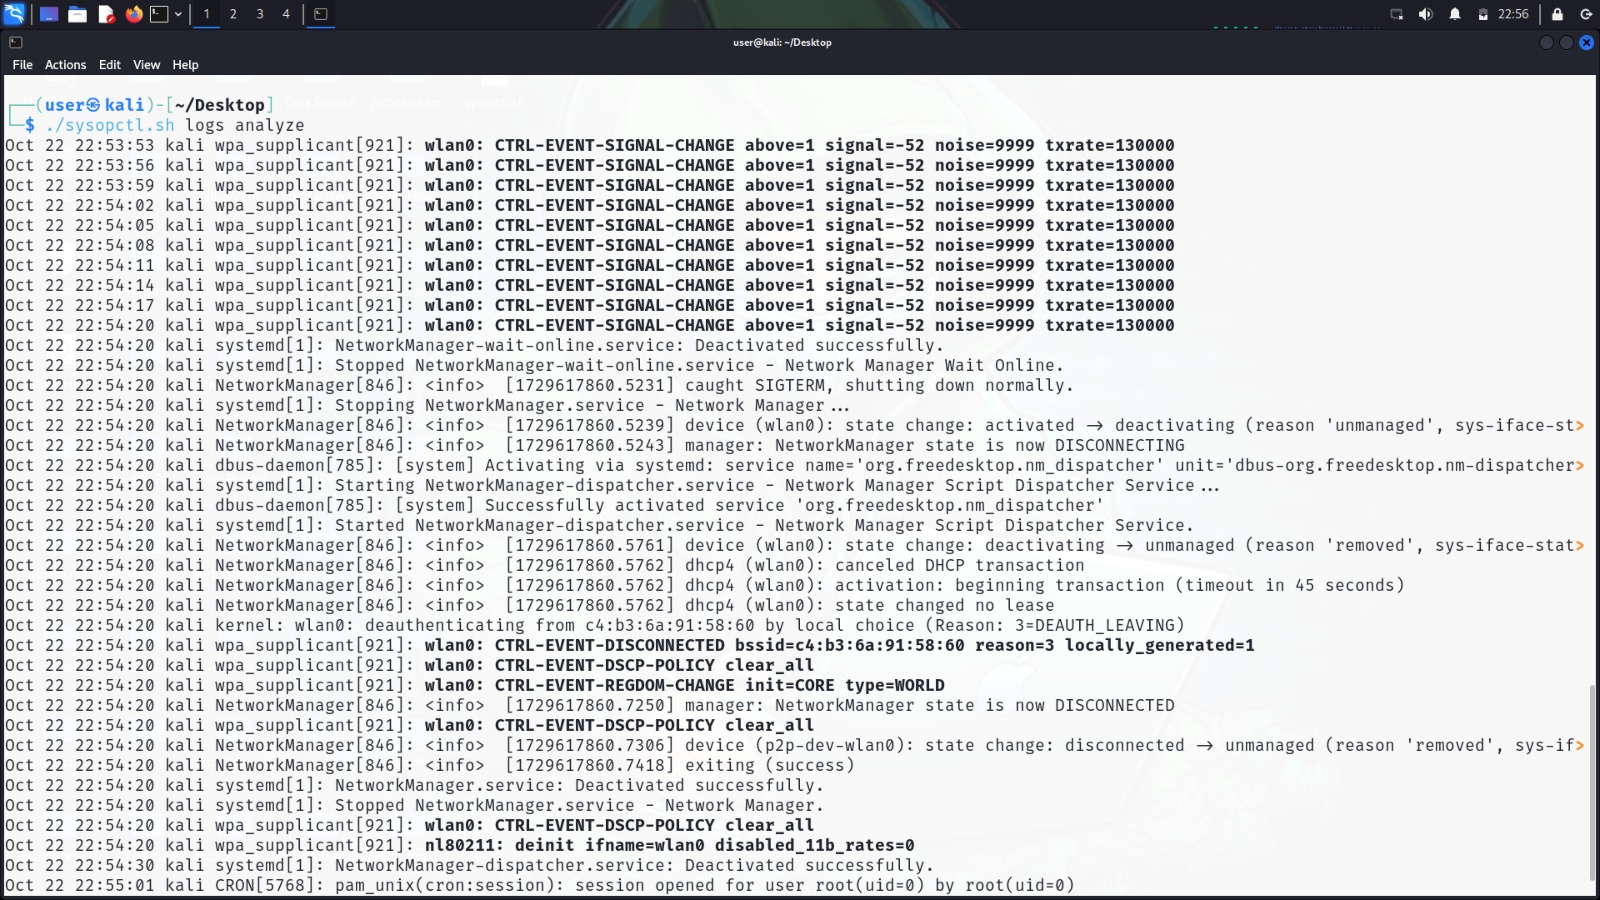 1 2 3 4
22:56
user@kali: ~/Desktop
File Actions Edit View Help
(user㉿kali)-[~/Desktop]
$ ./sysopctl.sh logs analyze
Oct 22 22:53:53 kali wpa_supplicant[921]: wlan0: CTRL-EVENT-SIGNAL-CHANGE above=1 signal=-52 noise=9999 txrate=130000
Oct 22 22:53:56 kali wpa_supplicant[921]: wlan0: CTRL-EVENT-SIGNAL-CHANGE above=1 signal=-52 noise=9999 txrate=130000
Oct 22 22:53:59 kali wpa_supplicant[921]: wlan0: CTRL-EVENT-SIGNAL-CHANGE above=1 signal=-52 noise=9999 txrate=130000
Oct 22 22:54:02 kali wpa_supplicant[921]: wlan0: CTRL-EVENT-SIGNAL-CHANGE above=1 signal=-52 noise=9999 txrate=130000
Oct 22 22:54:05 kali wpa_supplicant[921]: wlan0: CTRL-EVENT-SIGNAL-CHANGE above=1 signal=-52 noise=9999 txrate=130000
Oct 22 22:54:08 kali wpa_supplicant[921]: wlan0: CTRL-EVENT-SIGNAL-CHANGE above=1 signal=-52 noise=9999 txrate=130000
Oct 22 22:54:11 kali wpa_supplicant[921]: wlan0: CTRL-EVENT-SIGNAL-CHANGE above=1 signal=-52 noise=9999 txrate=130000
Oct 22 22:54:14 kali wpa_supplicant[921]: wlan0: CTRL-EVENT-SIGNAL-CHANGE above=1 signal=-52 noise=9999 txrate=130000
Oct 22 22:54:17 kali wpa_supplicant[921]: wlan0: CTRL-EVENT-SIGNAL-CHANGE above=1 signal=-52 noise=9999 txrate=130000
Oct 22 22:54:20 kali wpa_supplicant[921]: wlan0: CTRL-EVENT-SIGNAL-CHANGE above=1 signal=-52 noise=9999 txrate=130000
Oct 22 22:54:20 kali systemd[1]: NetworkManager-wait-online.service: Deactivated successfully.
Oct 22 22:54:20 kali systemd[1]: Stopped NetworkManager-wait-online.service - Network Manager Wait Online.
Oct 22 22:54:20 kali NetworkManager[846]: <info>  [1729617860.5231] caught SIGTERM, shutting down normally.
Oct 22 22:54:20 kali systemd[1]: Stopping NetworkManager.service - Network Manager...
Oct 22 22:54:20 kali NetworkManager[846]: <info>  [1729617860.5239] device (wlan0): state change: activated → deactivating (reason 'unmanaged', sys-iface-st>
Oct 22 22:54:20 kali NetworkManager[846]: <info>  [1729617860.5243] manager: NetworkManager state is now DISCONNECTING
Oct 22 22:54:20 kali dbus-daemon[785]: [system] Activating via systemd: service name='org.freedesktop.nm_dispatcher' unit='dbus-org.freedesktop.nm-dispatcher>
Oct 22 22:54:20 kali systemd[1]: Starting NetworkManager-dispatcher.service - Network Manager Script Dispatcher Service...
Oct 22 22:54:20 kali dbus-daemon[785]: [system] Successfully activated service 'org.freedesktop.nm_dispatcher'
Oct 22 22:54:20 kali systemd[1]: Started NetworkManager-dispatcher.service - Network Manager Script Dispatcher Service.
Oct 22 22:54:20 kali NetworkManager[846]: <info>  [1729617860.5761] device (wlan0): state change: deactivating → unmanaged (reason 'removed', sys-iface-stat>
Oct 22 22:54:20 kali NetworkManager[846]: <info>  [1729617860.5762] dhcp4 (wlan0): canceled DHCP transaction
Oct 22 22:54:20 kali NetworkManager[846]: <info>  [1729617860.5762] dhcp4 (wlan0): activation: beginning transaction (timeout in 45 seconds)
Oct 22 22:54:20 kali NetworkManager[846]: <info>  [1729617860.5762] dhcp4 (wlan0): state changed no lease
Oct 22 22:54:20 kali kernel: wlan0: deauthenticating from c4:b3:6a:91:58:60 by local choice (Reason: 3=DEAUTH_LEAVING)
Oct 22 22:54:20 kali wpa_supplicant[921]: wlan0: CTRL-EVENT-DISCONNECTED bssid=c4:b3:6a:91:58:60 reason=3 locally_generated=1
Oct 22 22:54:20 kali wpa_supplicant[921]: wlan0: CTRL-EVENT-DSCP-POLICY clear_all
Oct 22 22:54:20 kali wpa_supplicant[921]: wlan0: CTRL-EVENT-REGDOM-CHANGE init=CORE type=WORLD
Oct 22 22:54:20 kali NetworkManager[846]: <info>  [1729617860.7250] manager: NetworkManager state is now DISCONNECTED
Oct 22 22:54:20 kali wpa_supplicant[921]: wlan0: CTRL-EVENT-DSCP-POLICY clear_all
Oct 22 22:54:20 kali NetworkManager[846]: <info>  [1729617860.7306] device (p2p-dev-wlan0): state change: disconnected → unmanaged (reason 'removed', sys-if>
Oct 22 22:54:20 kali NetworkManager[846]: <info>  [1729617860.7418] exiting (success)
Oct 22 22:54:20 kali systemd[1]: NetworkManager.service: Deactivated successfully.
Oct 22 22:54:20 kali systemd[1]: Stopped NetworkManager.service - Network Manager.
Oct 22 22:54:20 kali wpa_supplicant[921]: wlan0: CTRL-EVENT-DSCP-POLICY clear_all
Oct 22 22:54:20 kali wpa_supplicant[921]: nl80211: deinit ifname=wlan0 disabled_11b_rates=0
Oct 22 22:54:30 kali systemd[1]: NetworkManager-dispatcher.service: Deactivated successfully.
Oct 22 22:55:01 kali CRON[5768]: pam_unix(cron:session): session opened for user root(uid=0) by root(uid=0)